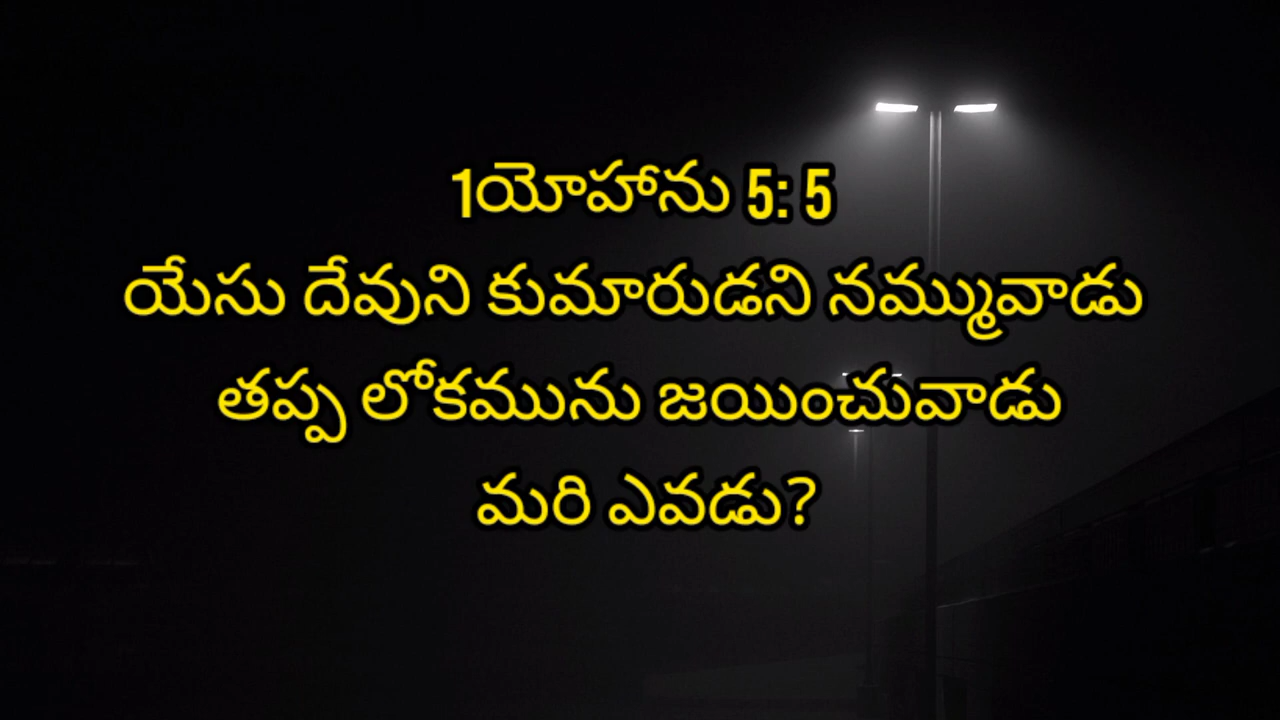 1యోహాను 5: 5
యేసు దేవుని కుమారుడని నమ్మువాడు
తప్ప లోకమును జయించువాడు
మరి ఎవడు?